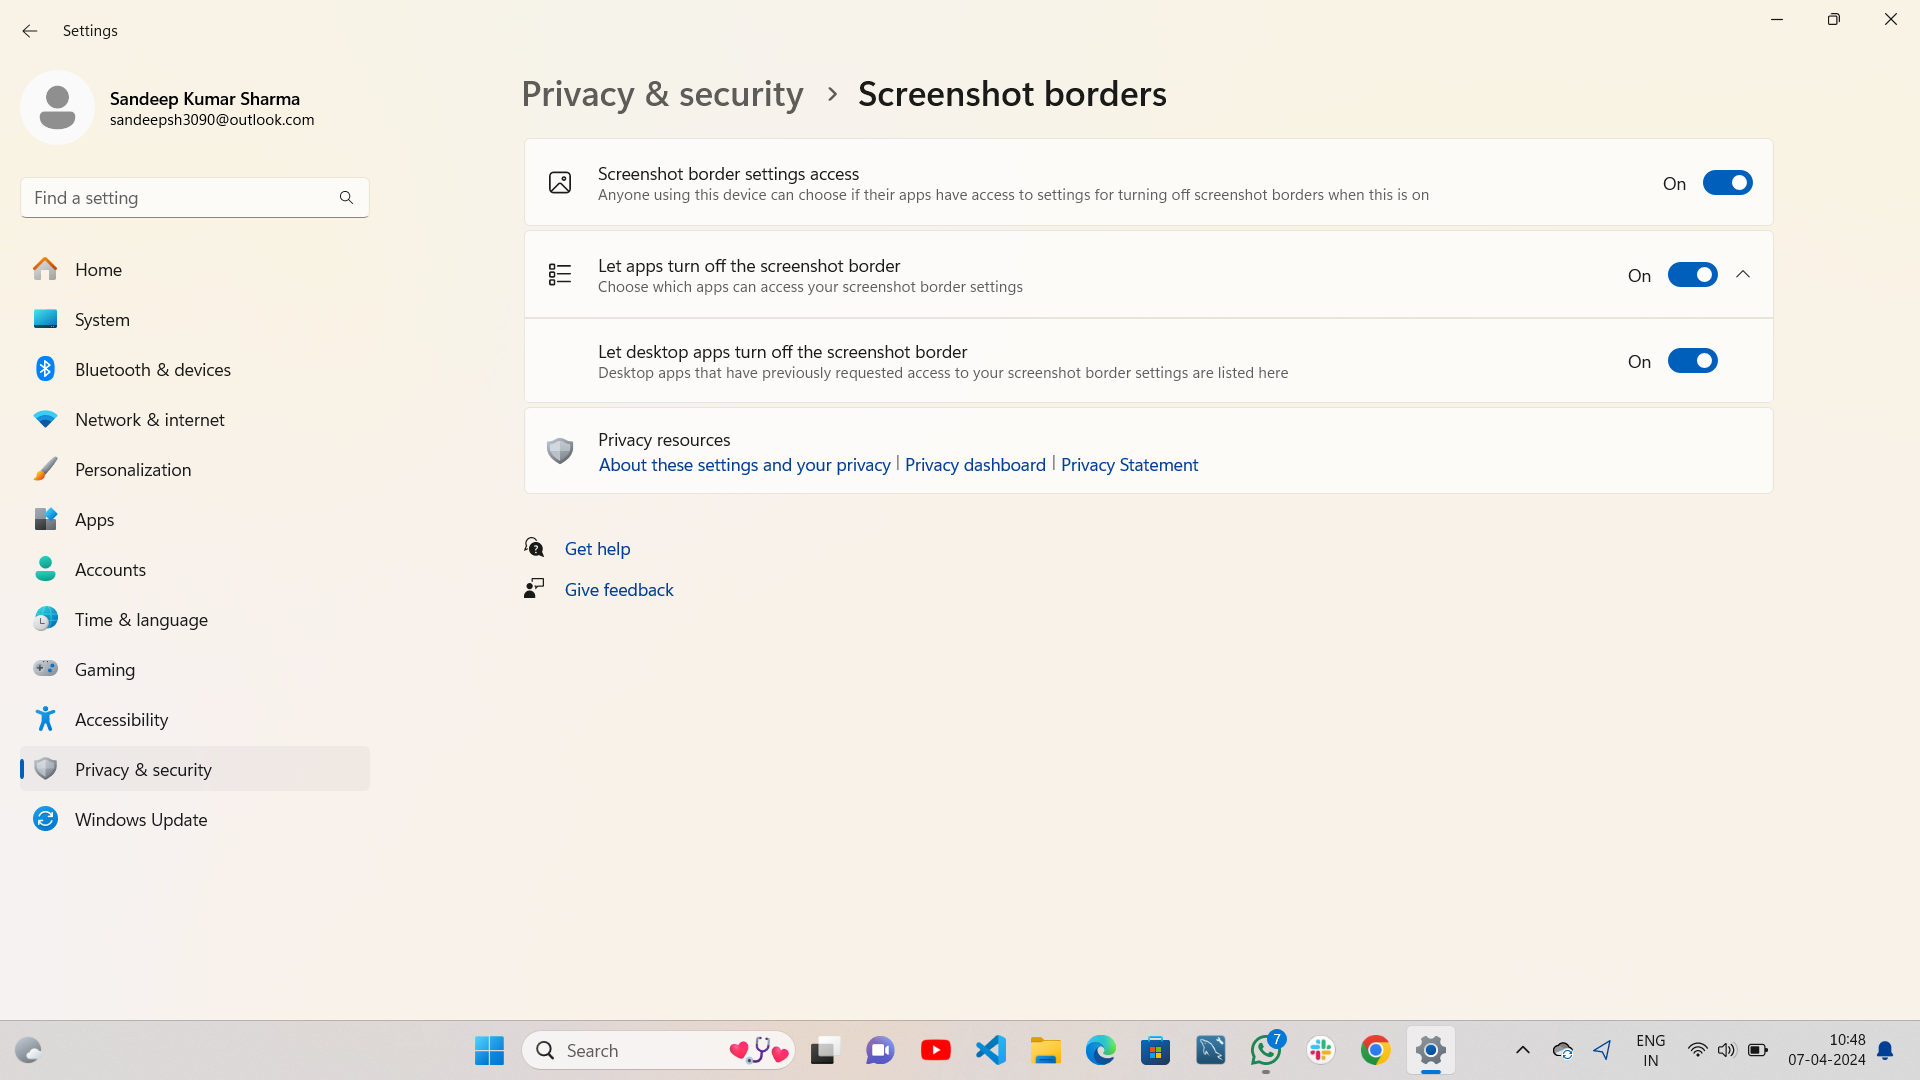 Settings
Sandeep Kumar Sharma
sandeepsh3090@outlook.com
Find a setting
Home
System
Bluetooth & devices
Network & internet
Personalization
Apps
Accounts
Time & language
Gaming
Accessibility
Privacy & security
Windows Update
Privacy & security > Screenshot borders
Screenshot border settings access
Anyone using this device can choose if their apps have access to settings for turning off screenshot borders when this is on
On
Let apps turn off the screenshot border
Choose which apps can access your screenshot border settings
On
Let desktop apps turn off the screenshot border
Desktop apps that have previously requested access to your screenshot border settings are listed here
On
Privacy resources
About these settings and your privacy | Privacy dashboard | Privacy Statement
Get help
Give feedback
Search
7
ENG
IN
10:48
07-04-2024